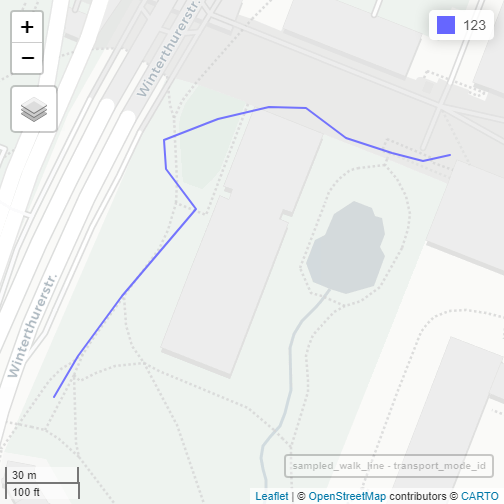 +
−
123
Winterthurerstr.
Winterthurerstr.
sampled_walk_line - transport_mode_id
30 m
100 ft
Leaflet | © OpenStreetMap contributors © CARTO